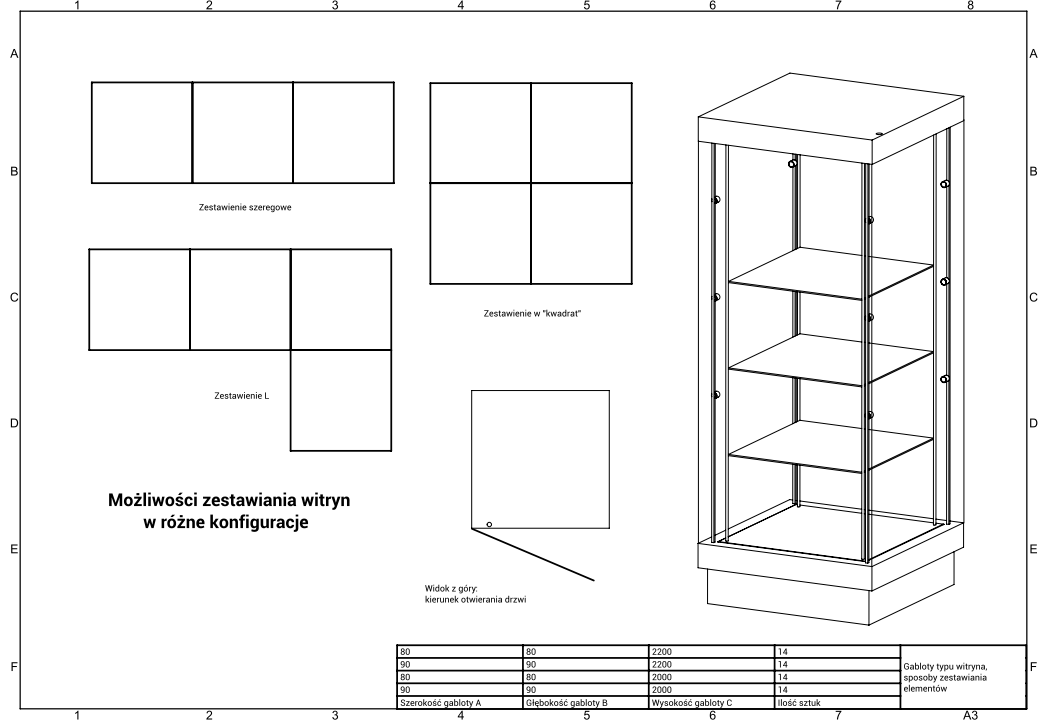 1 2 3 4 5 6 7 8
A A
B B
C C
D D
E E
F F
Zestawienie szeregowe
Zestawienie w "kwadrat"
Zestawienie L
Możliwości zestawiania witryn
w różne konfiguracje
Widok z góry:
kierunek otwierania drzwi
80 80 2200 14
90 90 2200 14
80 80 2000 14
90 90 2000 14
Szerokość gabloty A Głębokość gabloty B Wysokość gabloty C Ilość sztuk
Gabloty typu witryna,
sposoby zestawiania
elementów
1 2 3 4 5 6 7 A3